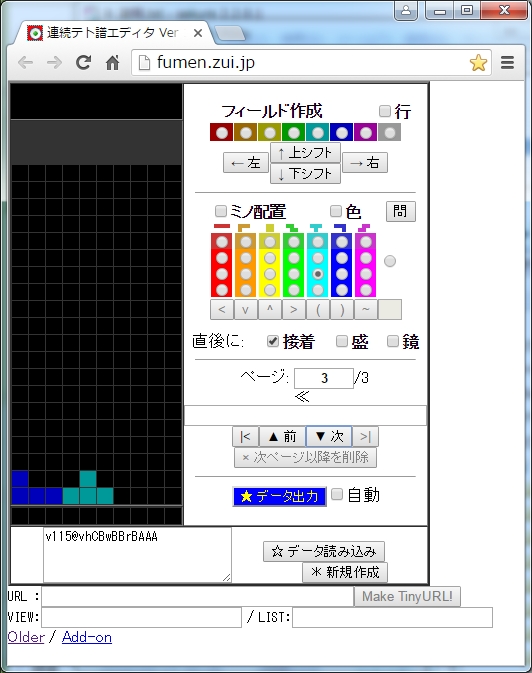 連続テト譜エディタ Ver
fumen.zui.jp
フィールド作成 行
← 左 ↑ 上シフト → 右
↓ 下シフト
ミノ配置 色 問
< v ^ > ( ) ~
直後に: 接着 盛 鏡
ページ: 3 /3
≪
|< ▲ 前 ▼ 次 >|
× 次ページ以降を削除
★ データ出力 自動
v115@vhCBwBBrBAAA
☆ データ読み込み
＊ 新規作成
URL : Make TinyURL!
VIEW: / LIST:
Older / Add-on